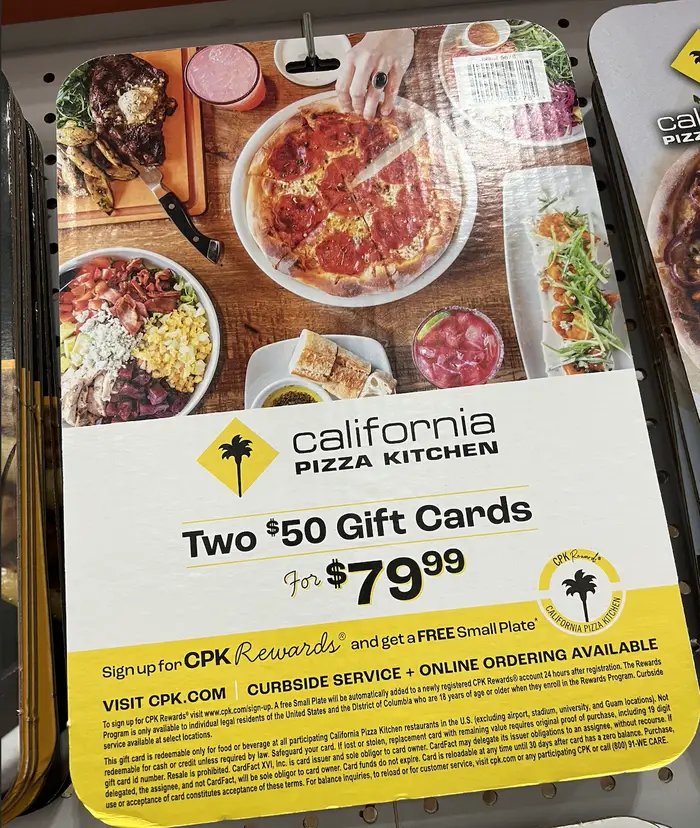 california
PIZZA KITCHEN
Two $50 Gift Cards
For $79⁹⁹
CPK Rewards®
CALIFORNIA PIZZA KITCHEN
Sign up for CPK Rewards® and get a FREE Small Plate*
VISIT CPK.COM | CURBSIDE SERVICE + ONLINE ORDERING AVAILABLE
To sign up for CPK Rewards® visit www.cpk.com/sign-up. A free Small Plate will be automatically added to a newly registered CPK Rewards® account 24 hours after registration. The Rewards
Program is only available to individual legal residents of the United States and the District of Columbia who are 18 years of age or older when they enroll in the Rewards Program. Curbside
service available at select locations.
This gift card is redeemable only for food or beverage at all participating California Pizza Kitchen restaurants in the U.S. (excluding airport, stadium, university, and Guam locations). Not
redeemable for cash or credit unless required by law. Safeguard your card. If lost or stolen, replacement card with remaining value requires original proof of purchase, including 19 digit
gift card id number. Resale is prohibited. CardFact XVI, Inc. is card issuer and sole obligor to card owner. CardFact may delegate its issuer obligations to an assignee, without recourse. If
delegated, the assignee, and not CardFact, will be sole obligor to card owner. Card funds do not expire. Card is reloadable at any time until 30 days after card has a zero balance. Purchase,
use or acceptance of card constitutes acceptance of these terms. For balance inquiries, to reload or for customer service, visit cpk.com or any participating CPK or call (800) 91-WE CARE.
cal
PIZZ